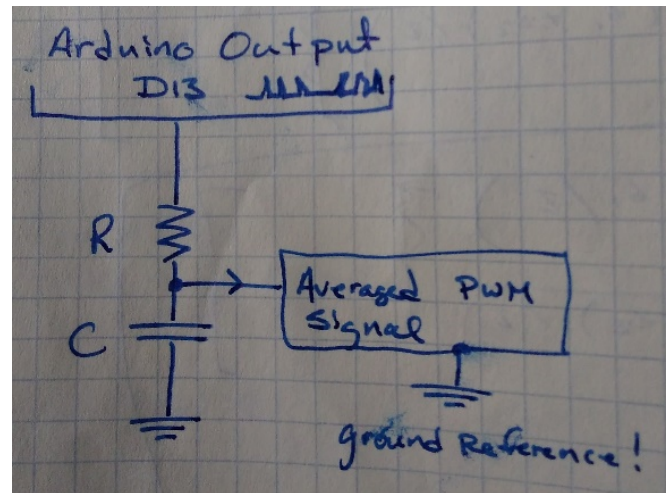 Arduino Output
D13
R
Averaged PWM
Signal
C
ground Reference!